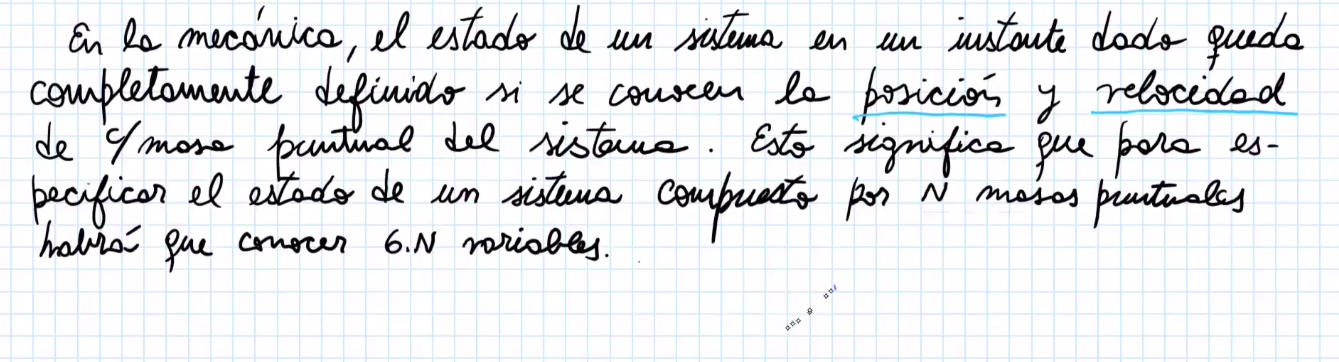 En la mecánica, el estado de un sistema en un instante dado queda
completamente definido si se conocen la posición y velocidad
de c/masa puntual del sistema. Esto significa que para es-
pecificar el estado de un sistema compuesto por N masas puntuales
habrá que conocer 6.N variables.